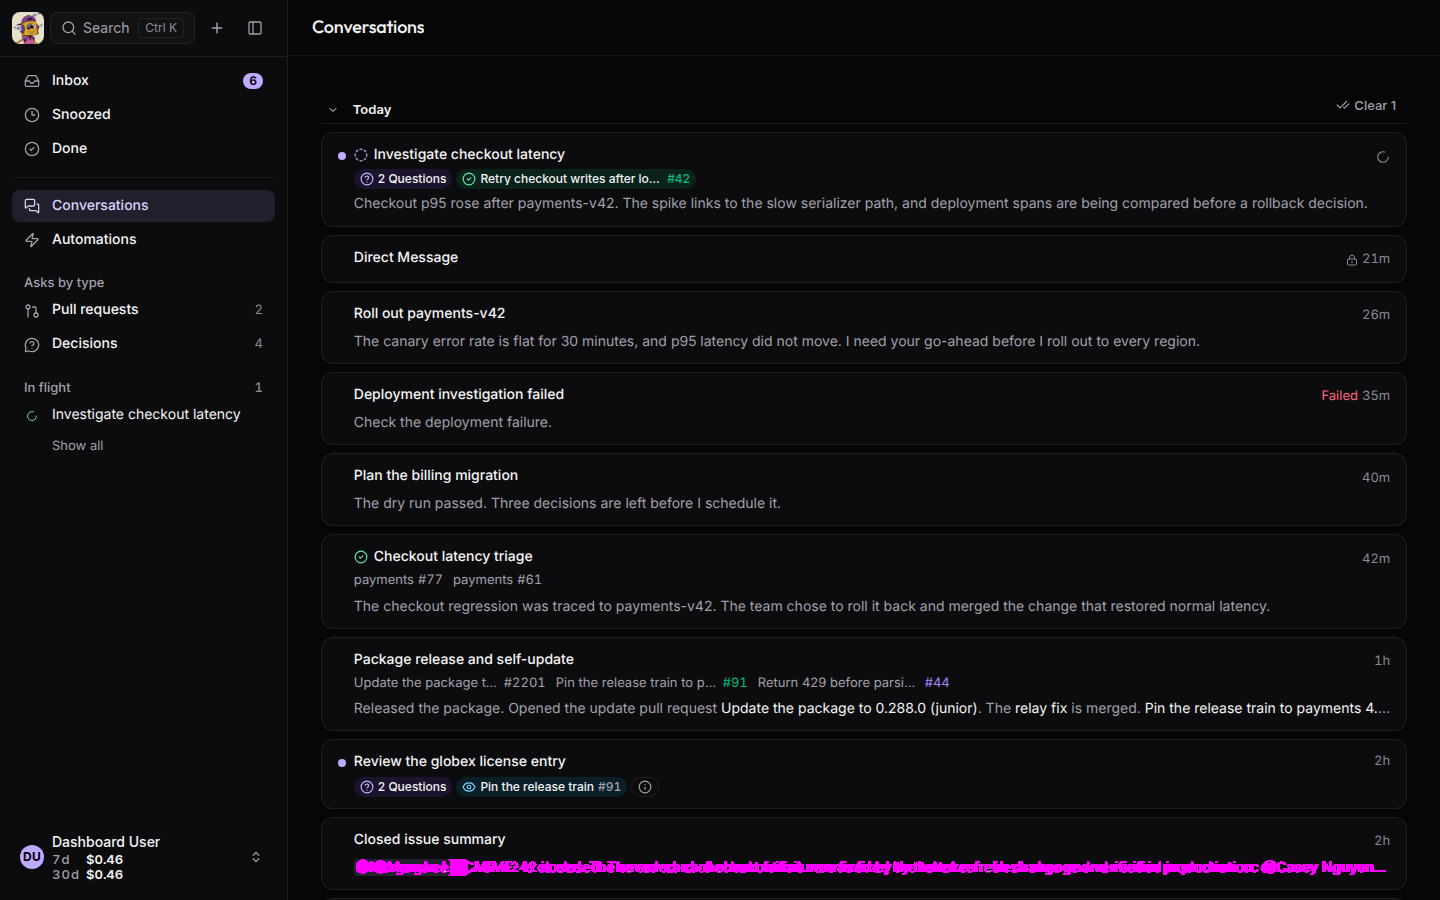 Search Ctrl K
Inbox 6
Snoozed
Done
Conversations
Automations
Asks by type
Pull requests 2
Decisions 4
In flight 1
Investigate checkout latency
Show all
DU Dashboard User
7d $0.46
30d $0.46
Conversations
Today Clear 1
Investigate checkout latency
2 Questions Retry checkout writes after lo... #42
Checkout p95 rose after payments-v42. The spike links to the slow serializer path, and deployment spans are being compared before a rollback decision.
Direct Message 21m
Roll out payments-v42 26m
The canary error rate is flat for 30 minutes, and p95 latency did not move. I need your go-ahead before I roll out to every region.
Deployment investigation failed Failed 35m
Check the deployment failure.
Plan the billing migration 40m
The dry run passed. Three decisions are left before I schedule it.
Checkout latency triage 42m
payments #77 payments #61
The checkout regression was traced to payments-v42. The team chose to roll it back and merged the change that restored normal latency.
Package release and self-update 1h
Update the package t... #2201 Pin the release train to p... #91 Return 429 before parsi... #44
Released the package. Opened the update pull request Update the package to 0.288.0 (junior). The relay fix is merged. Pin the release train to payments 4....
Review the globex license entry 2h
2 Questions Pin the release train #91
Closed issue summary 2h
@Casey Nguyen